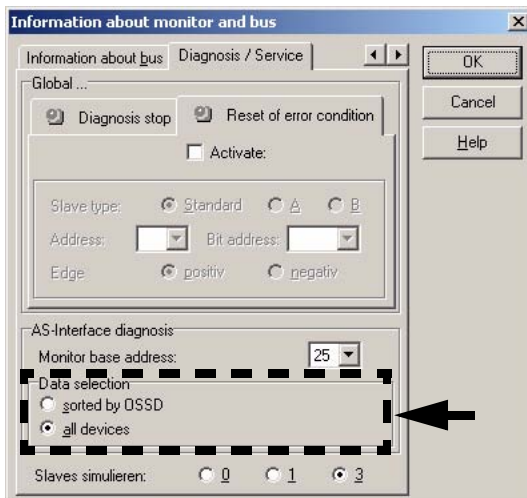 Information about monitor and bus
Information about bus Diagnosis / Service
OK
Cancel
Help
Global ...
Diagnosis stop Reset of error condition
Activate:
Slave type: Standard A B
Address: Bit address:
Edge positiv negativ
AS-Interface diagnosis
Monitor base address: 25
Data selection
sorted by OSSD
all devices
Slaves simulieren: 0 1 3